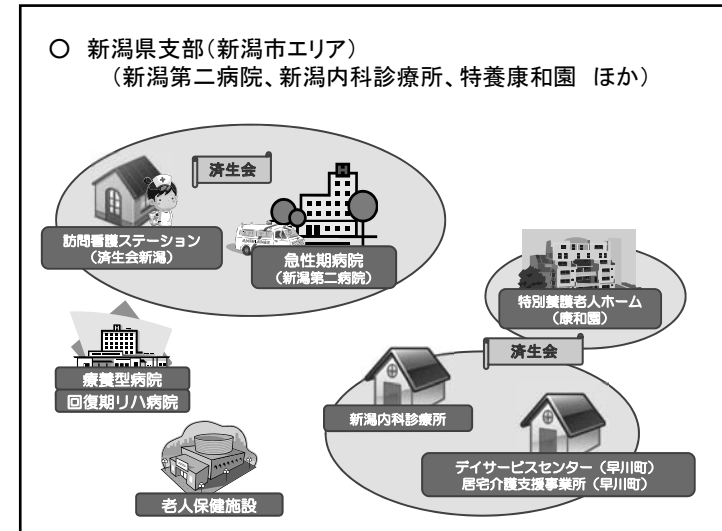 ○ 新潟県支部(新潟市エリア)
(新潟第二病院、新潟内科診療所、特養康和園 ほか)
済生会
訪問看護ステーション
(済生会新潟)
急性期病院
(新潟第二病院)
特別養護老人ホーム
(康和園)
済生会
療養型病院
回復期リハ病院
新潟内科診療所
デイサービスセンター(早川町)
居宅介護支援事業所(早川町)
老人保健施設
H